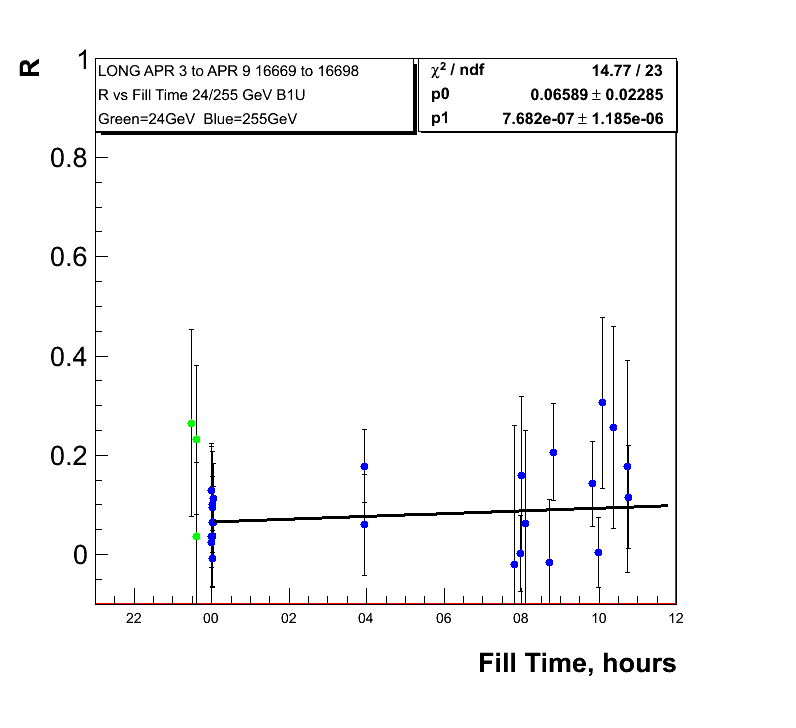 R
LONG APR 3 to APR 9 16669 to 16698
R vs Fill Time 24/255 GeV B1U
Green=24GeV Blue=255GeV
χ² / ndf 14.77 / 23
p0 0.06589 ± 0.02285
p1 7.682e-07 ± 1.185e-06
1
0.8
0.6
0.4
0.2
0
22 00 02 04 06 08 10 12
Fill Time, hours